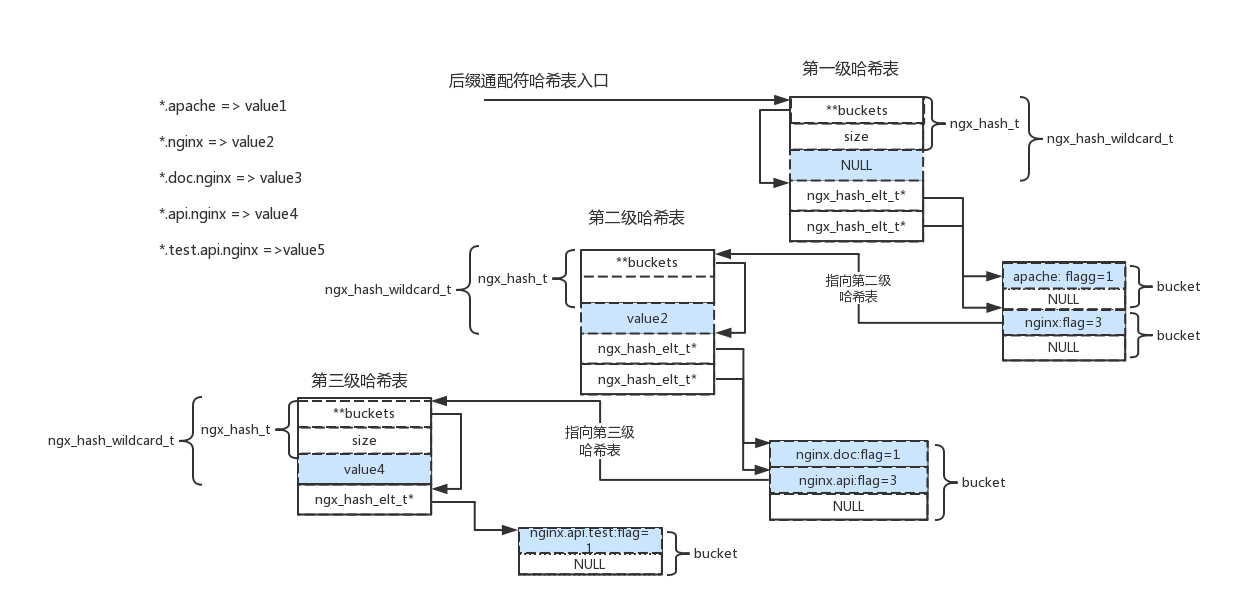 第一级哈希表
后缀通配符哈希表入口
*.apache => value1
*.nginx => value2
*.doc.nginx => value3
*.api.nginx => value4
*.test.api.nginx =>value5
**buckets
size
NULL
ngx_hash_elt_t*
ngx_hash_elt_t*
ngx_hash_t
ngx_hash_wildcard_t
第二级哈希表
**buckets
value2
ngx_hash_elt_t*
ngx_hash_elt_t*
ngx_hash_t
ngx_hash_wildcard_t
指向第二级
哈希表
apache: flagg=1
NULL
bucket
nginx:flag=3
NULL
bucket
第三级哈希表
**buckets
size
value4
ngx_hash_elt_t*
ngx_hash_t
ngx_hash_wildcard_t
指向第三级
哈希表
nginx.doc:flag=1
nginx.api:flag=3
NULL
bucket
nginx.api.test:flag=
1
NULL
bucket